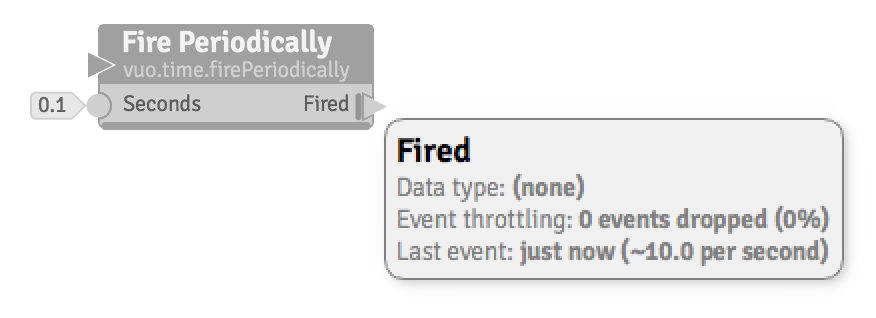 Fire Periodically
vuo.time.firePeriodically
0.1
Seconds
Fired
Fired
Data type: (none)
Event throttling: 0 events dropped (0%)
Last event: just now (~10.0 per second)